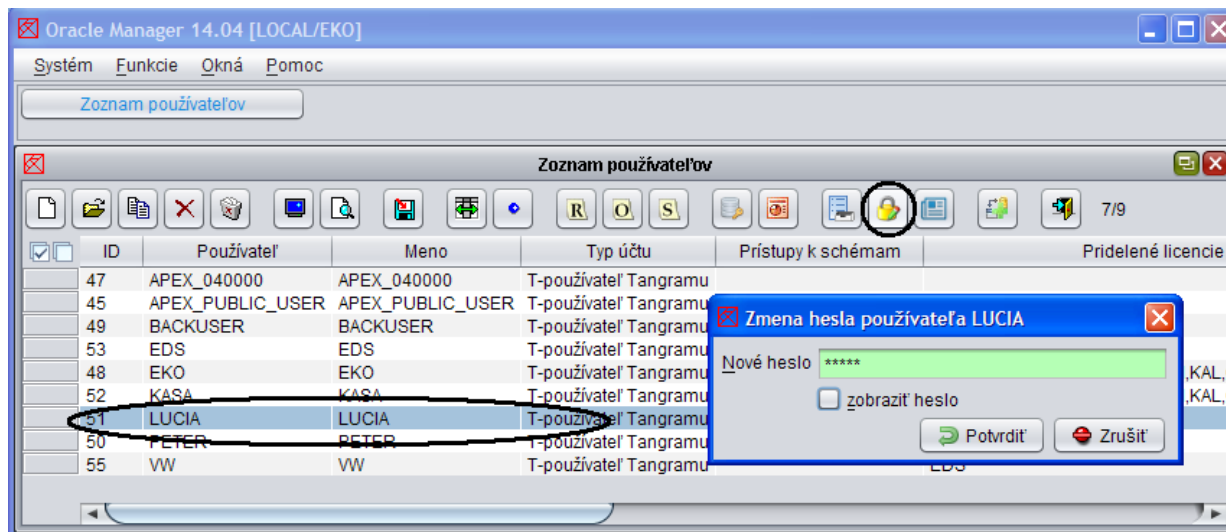 Oracle Manager 14.04 [LOCAL/EKO]
Systém Funkcie Okná Pomoc
Zoznam používateľov
Zoznam používateľov
R O S 7/9
ID Používateľ Meno Typ účtu Prístupy k schémam Pridelené licencie
47 APEX_040000 APEX_040000 T-používateľ Tangramu
45 APEX_PUBLIC_USER APEX_PUBLIC_USER T-používateľ Tangramu
49 BACKUSER BACKUSER T-používateľ Tangramu
53 EDS EDS T-používateľ Tangramu
48 EKO EKO T-používateľ Tangramu ,KAL,
52 KASA KASA T-používateľ Tangramu ,KAL,
51 LUCIA LUCIA T-používateľ Tangramu
50 PETER PETER T-používateľ Tangramu
55 VW VW T-používateľ Tangramu EDS
Zmena hesla používateľa LUCIA
Nové heslo *****
zobraziť heslo
Potvrdiť Zrušiť